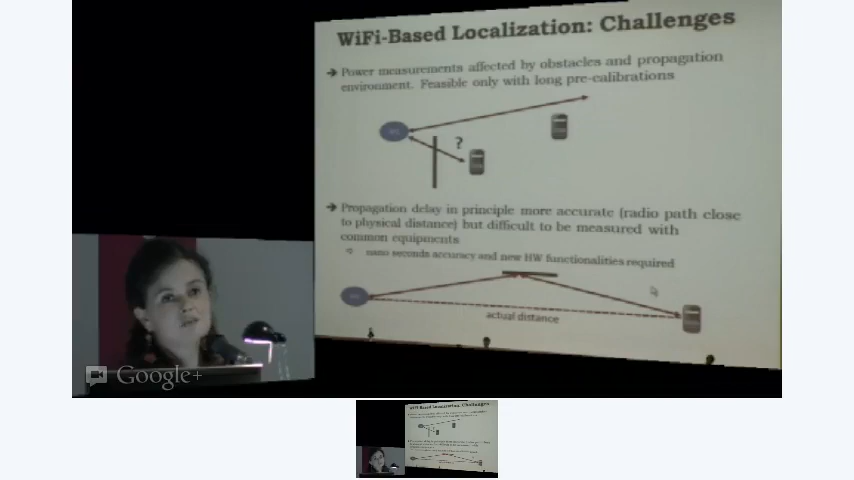 WiFi-Based Localization: Challenges
➔ Power measurements affected by obstacles and propagation
environment. Feasible only with long pre-calibrations
?
➔ Propagation delay in principle more accurate (radio path close
to physical distance) but difficult to be measured with
common equipments
nano seconds accuracy and new HW functionalities required
actual distance
Google+